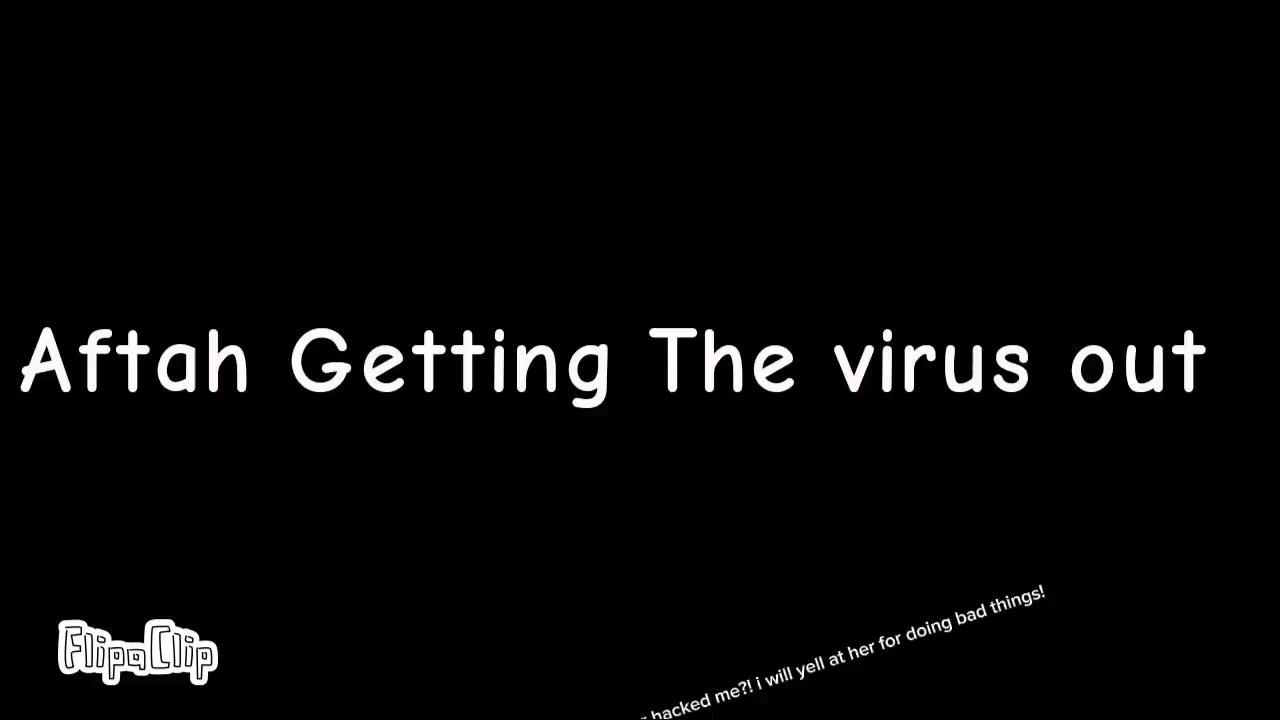 Aftah Getting The virus out
hacked me?! i will yell at her for doing bad things!
FlipaClip